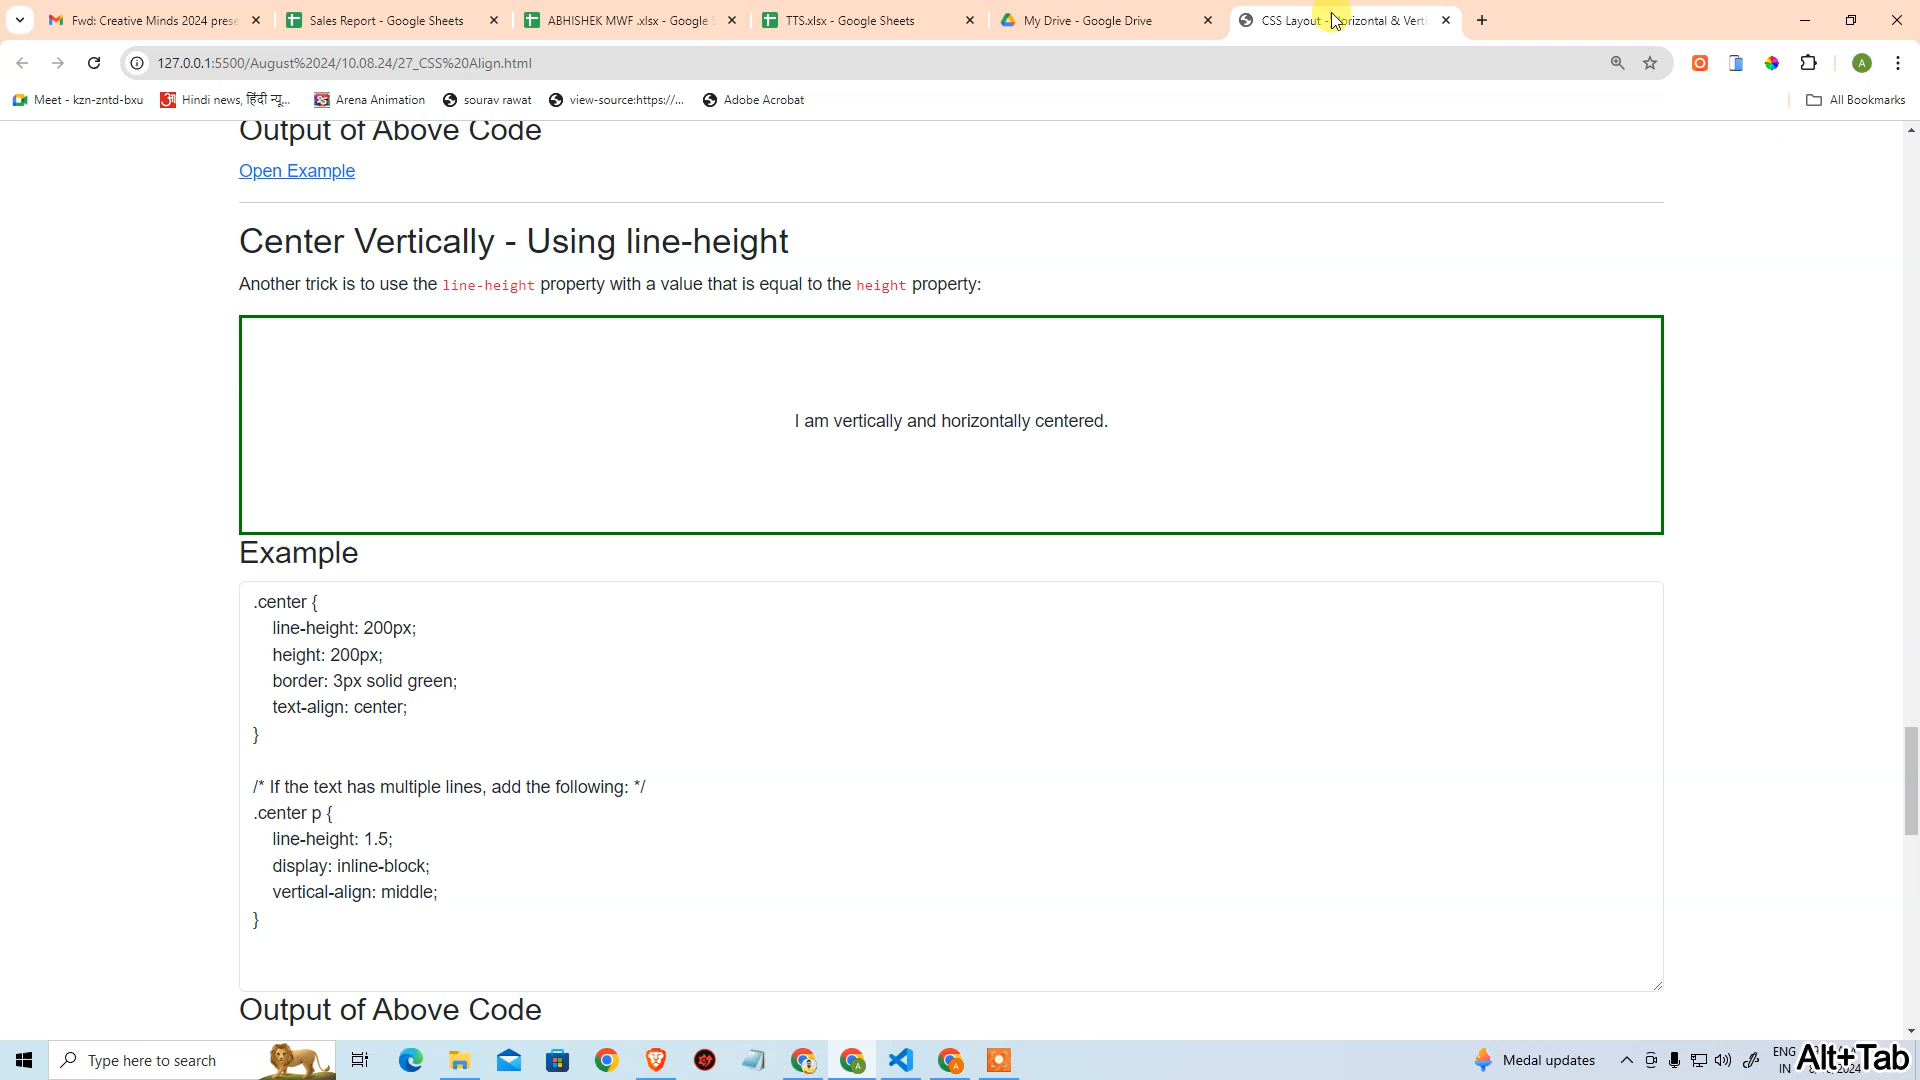 Fwd: Creative Minds 2024 prese
Sales Report - Google Sheets
ABHISHEK MWF .xlsx - Google S
TTS.xlsx - Google Sheets
My Drive - Google Drive
CSS Layout - Horizontal & Verti
127.0.0.1:5500/August%2024/10.08.24/27_CSS%20Align.html
A
Meet - kzn-zntd-bxu
Hindi news, हिंदी न्यू...
Arena Animation
sourav rawat
view-source:https://...
Adobe Acrobat
All Bookmarks
Output of Above Code
Open Example
Center Vertically - Using line-height
Another trick is to use the line-height property with a value that is equal to the height property:
I am vertically and horizontally centered.
Example
.center {
line-height: 200px;
height: 200px;
border: 3px solid green;
text-align: center;
}
/* If the text has multiple lines, add the following: */
.center p {
line-height: 1.5;
display: inline-block;
vertical-align: middle;
}
Output of Above Code
Type here to search
Medal updates
ENG
IN
Alt+Tab